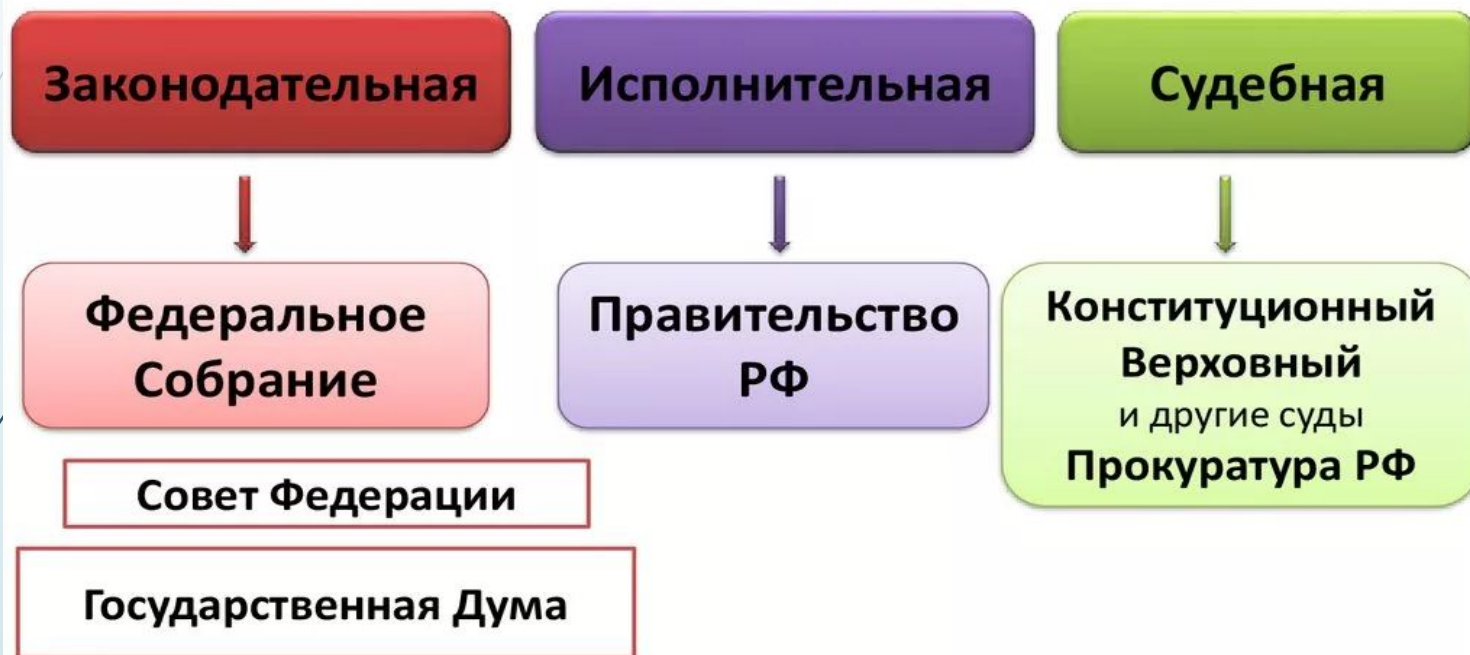 Законодательная
Исполнительная
Судебная
Федеральное
Собрание
Правительство
РФ
Конституционный
Верховный
и другие суды
Прокуратура РФ
Совет Федерации
Государственная Дума